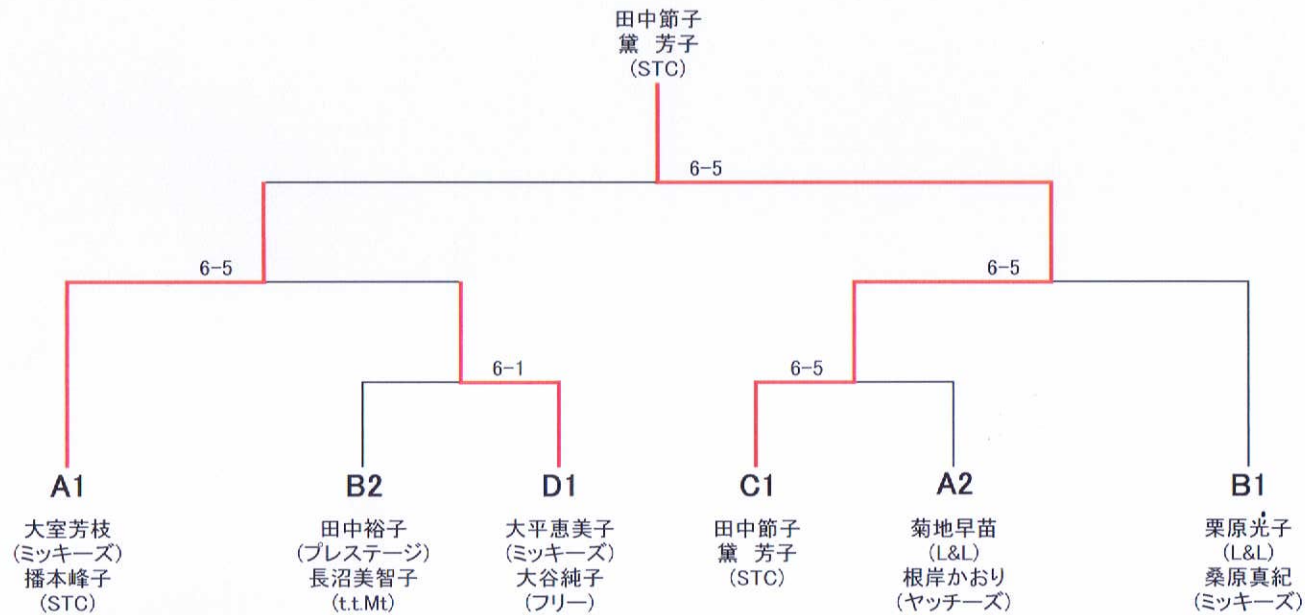 田中節子
黛 芳子
(STC)
6-5
6-5
6-5
6-1
6-5
A1
B2
D1
C1
A2
B1
大室芳枝
(ミッキーズ)
播本峰子
(STC)
田中裕子
(プレステージ)
長沼美智子
(t.t.Mt)
大平恵美子
(ミッキーズ)
大谷純子
(フリー)
田中節子
黛 芳子
(STC)
菊地早苗
(L&L)
根岸かおり
(ヤッチーズ)
栗原光子
(L&L)
桑原真紀
(ミッキーズ)